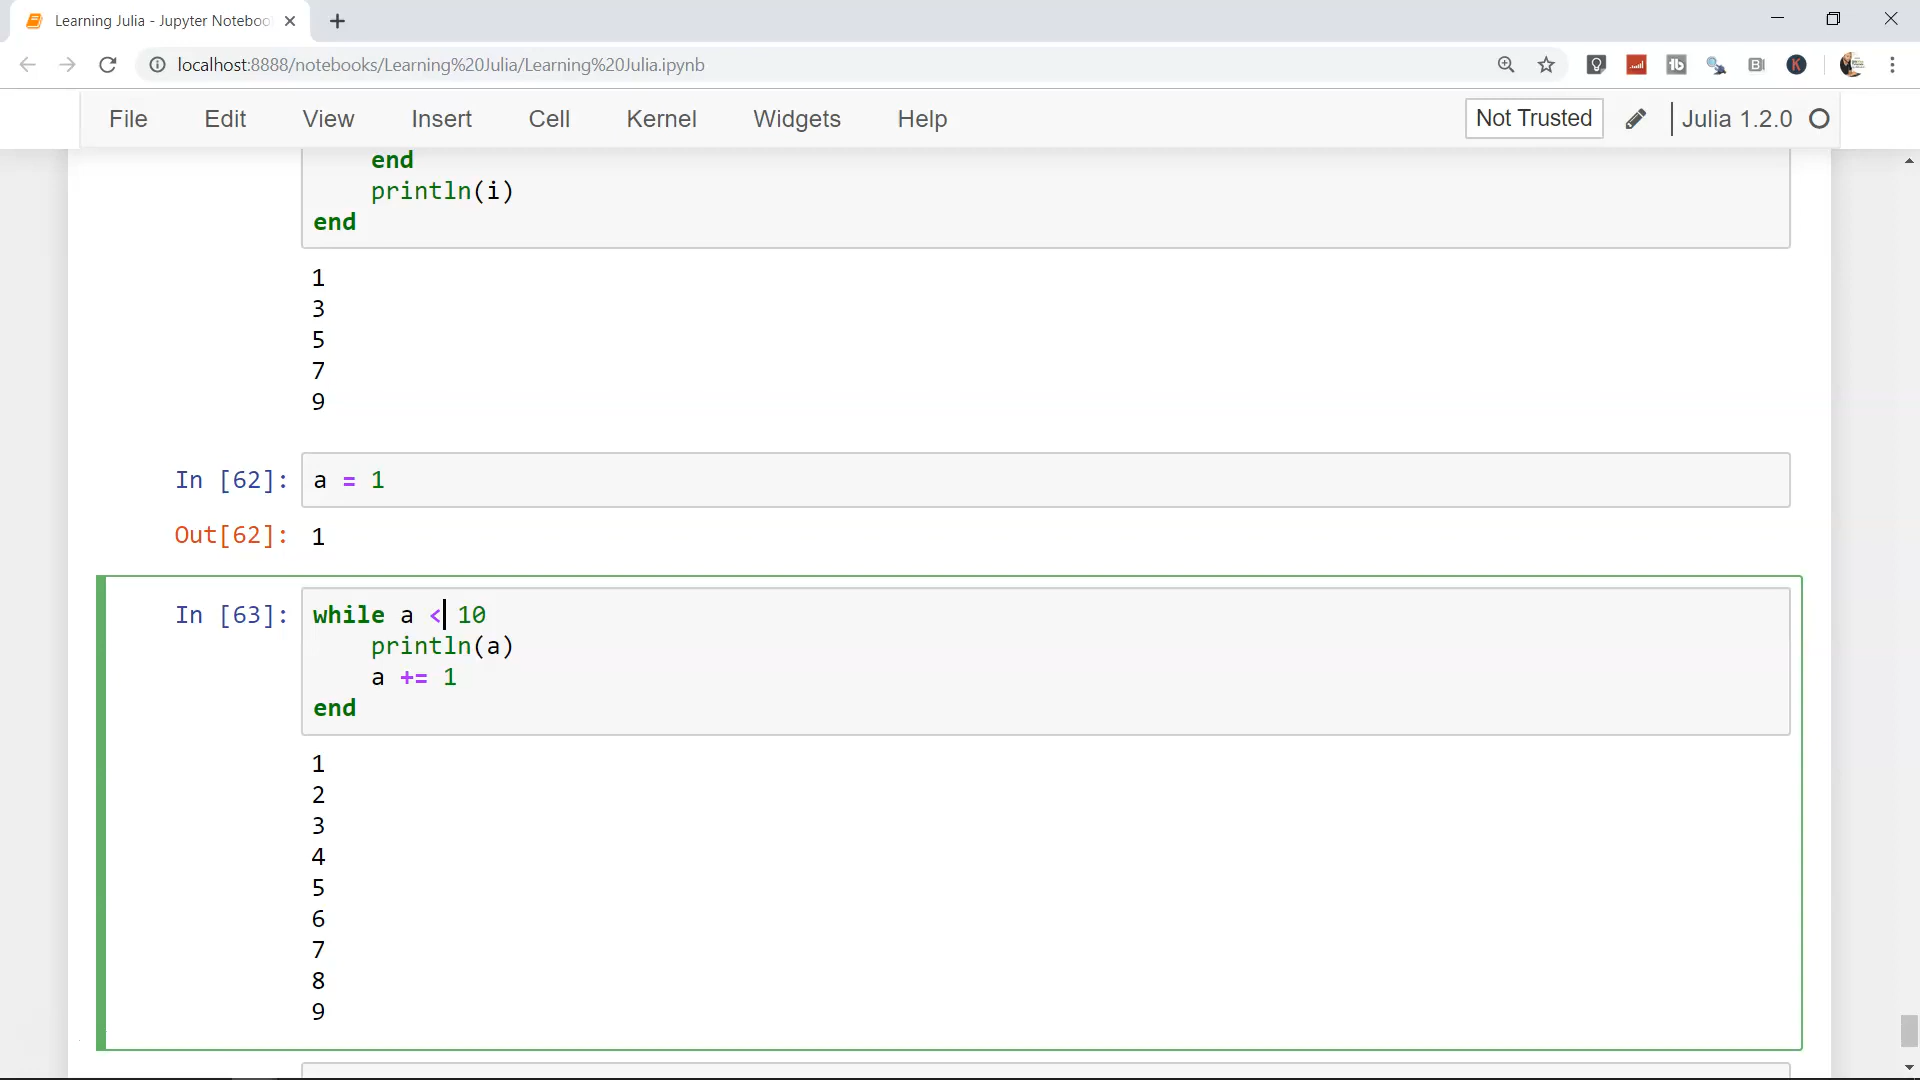 Learning Julia - Jupyter Noteboo
localhost:8888/notebooks/Learning%20Julia/Learning%20Julia.ipynb
File Edit View Insert Cell Kernel Widgets Help
Not Trusted
Julia 1.2.0
end
println(i)
end
1
3
5
7
9
In [62]: a = 1
Out[62]: 1
In [63]: while a < 10
println(a)
a += 1
end
1
2
3
4
5
6
7
8
9